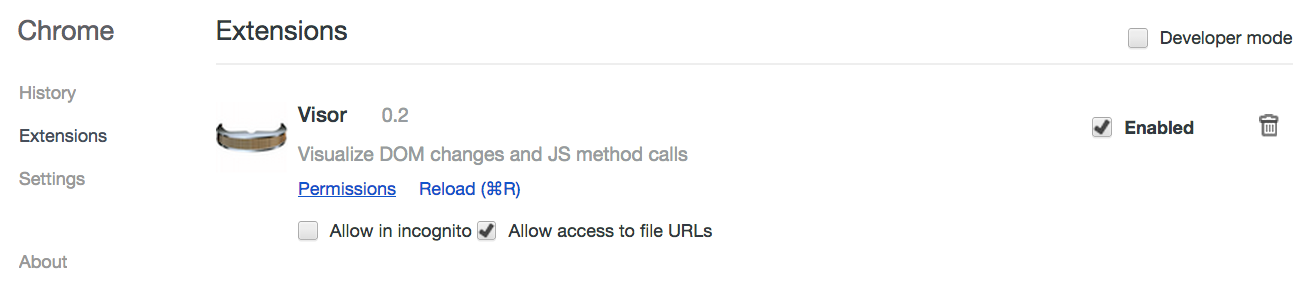 Chrome
Extensions
Developer mode
History
Extensions
Settings
About
Visor 0.2
Enabled
Visualize DOM changes and JS method calls
Permissions Reload (⌘R)
Allow in incognito Allow access to file URLs